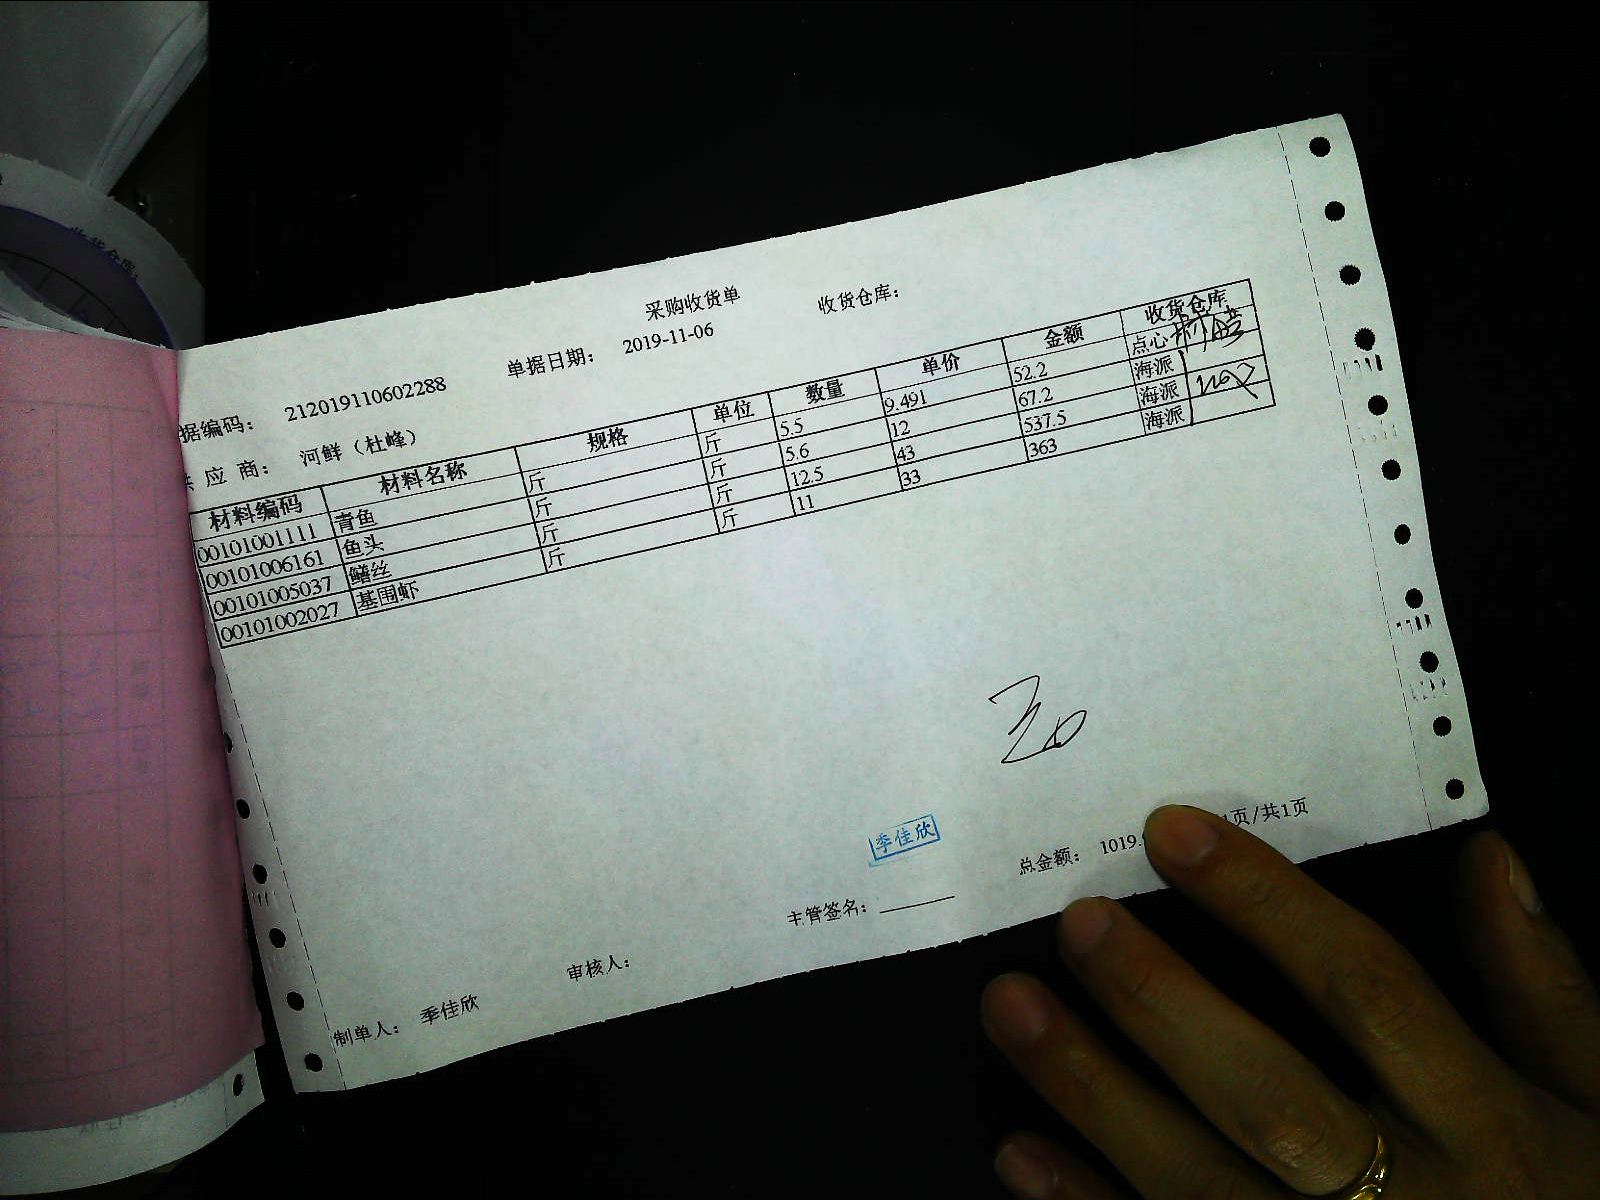 采购收货单
据编码： 212019110602288 单据日期： 2019-11-06 收货仓库：
应 商： 河鲜（杜峰）
材料编码 材料名称 规格 单位 数量 单价 金额 收货仓库
00101001111 青鱼 斤 斤 5.5 9.491 52.2 点心
00101006161 鱼头 斤 斤 5.6 12 67.2 海派
00101005037 鳝丝 斤 斤 12.5 43 537.5 海派
00101002027 基围虾 斤 斤 11 33 363 海派
季佳欣
总金额： 1019. 1页/共1页
主管签名：
审核人：
制单人： 季佳欣